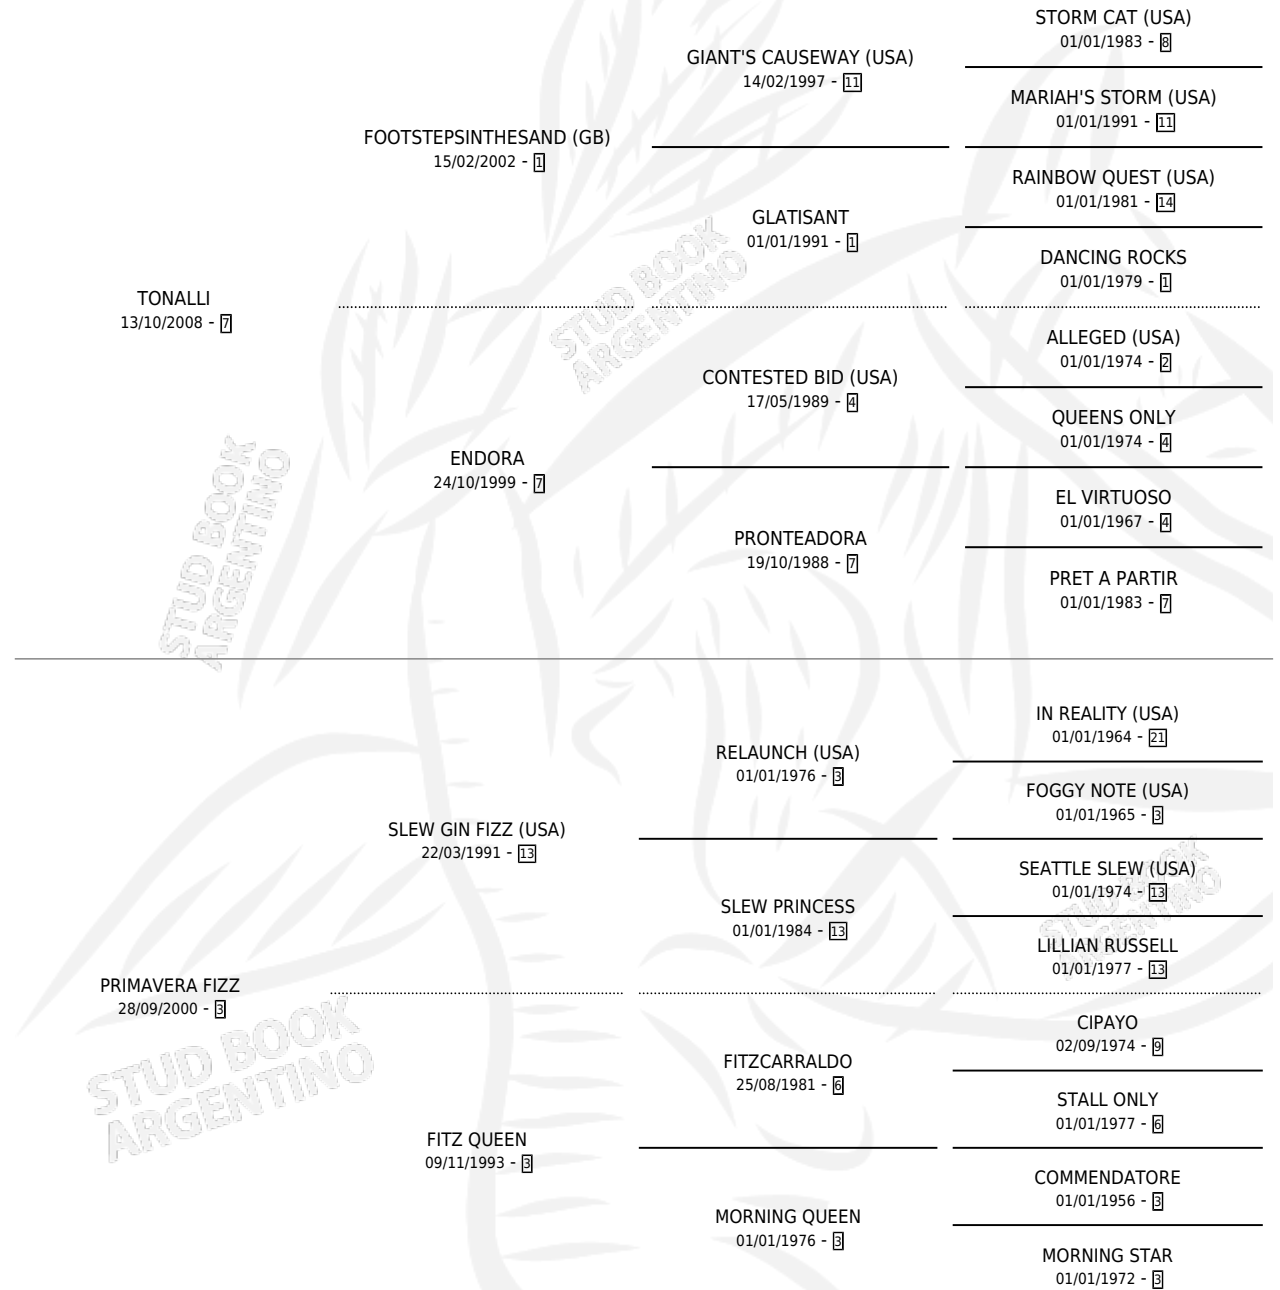 STORM CAT (USA)
01/01/1983 - 8
GIANT'S CAUSEWAY (USA)
14/02/1997 - 11
MARIAH'S STORM (USA)
01/01/1991 - 11
FOOTSTEPSINTHESAND (GB)
15/02/2002 - 1
RAINBOW QUEST (USA)
01/01/1981 - 14
GLATISANT
01/01/1991 - 1
DANCING ROCKS
01/01/1979 - 1
TONALLI
13/10/2008 - 7
ALLEGED (USA)
01/01/1974 - 2
CONTESTED BID (USA)
17/05/1989 - 4
QUEENS ONLY
01/01/1974 - 4
ENDORA
24/10/1999 - 7
EL VIRTUOSO
01/01/1967 - 4
PRONTEADORA
19/10/1988 - 7
PRET A PARTIR
01/01/1983 - 7
IN REALITY (USA)
01/01/1964 - 21
RELAUNCH (USA)
01/01/1976 - 3
FOGGY NOTE (USA)
01/01/1965 - 3
SLEW GIN FIZZ (USA)
22/03/1991 - 13
SEATTLE SLEW (USA)
01/01/1974 - 13
SLEW PRINCESS
01/01/1984 - 13
LILLIAN RUSSELL
01/01/1977 - 13
PRIMAVERA FIZZ
28/09/2000 - 3
CIPAYO
02/09/1974 - 9
FITZCARRALDO
25/08/1981 - 6
STALL ONLY
01/01/1977 - 6
FITZ QUEEN
09/11/1993 - 3
COMMENDATORE
01/01/1956 - 3
MORNING QUEEN
01/01/1976 - 3
MORNING STAR
01/01/1972 - 3
STUD BOOK
ARGENTINO
STUD BOOK
ARGENTINO
STUD BOOK
ARGENTINO
STUD BOOK
ARGENTINO